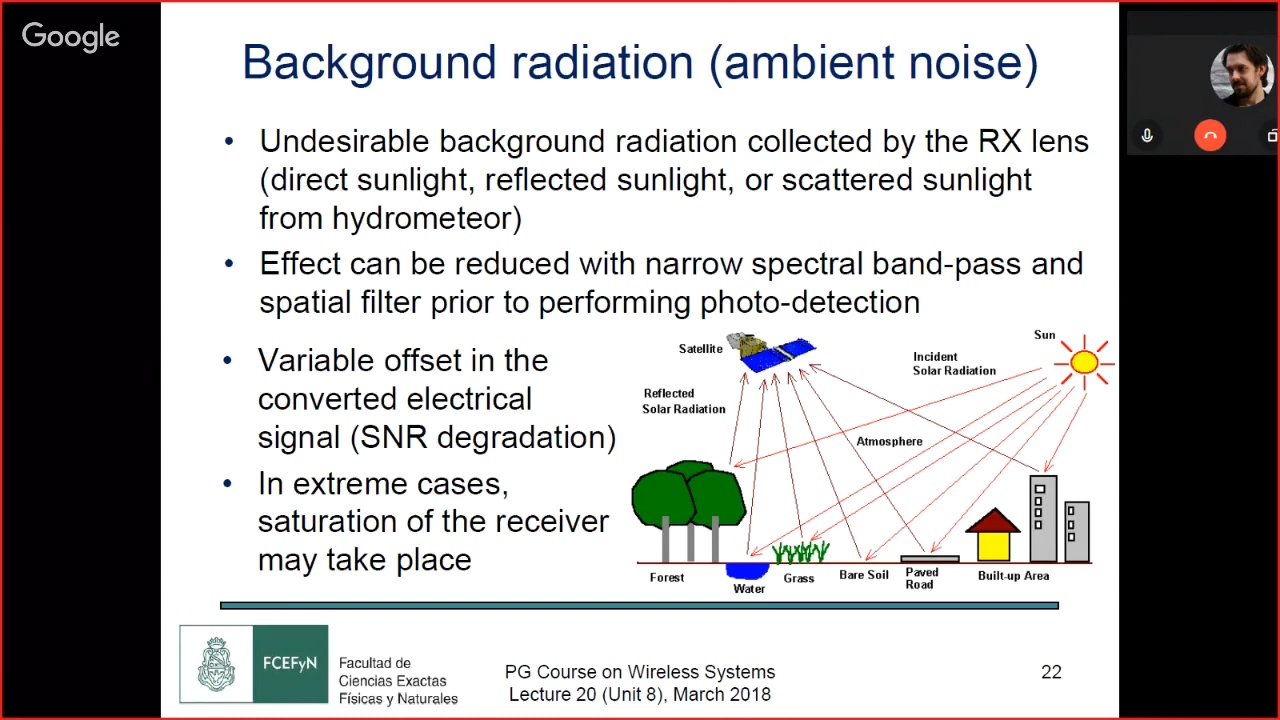 Google
Background radiation (ambient noise)
• Undesirable background radiation collected by the RX lens
(direct sunlight, reflected sunlight, or scattered sunlight
from hydrometeor)
• Effect can be reduced with narrow spectral band-pass and
spatial filter prior to performing photo-detection
• Variable offset in the
converted electrical
signal (SNR degradation)
• In extreme cases,
saturation of the receiver
may take place
Satellite
Sun
Incident
Solar Radiation
Reflected
Solar Radiation
Atmosphere
Forest
Water
Grass
Bare Soil
Paved
Road
Built-up Area
FCEFyN
Facultad de
Ciencias Exactas
Físicas y Naturales
PG Course on Wireless Systems
Lecture 20 (Unit 8), March 2018
22